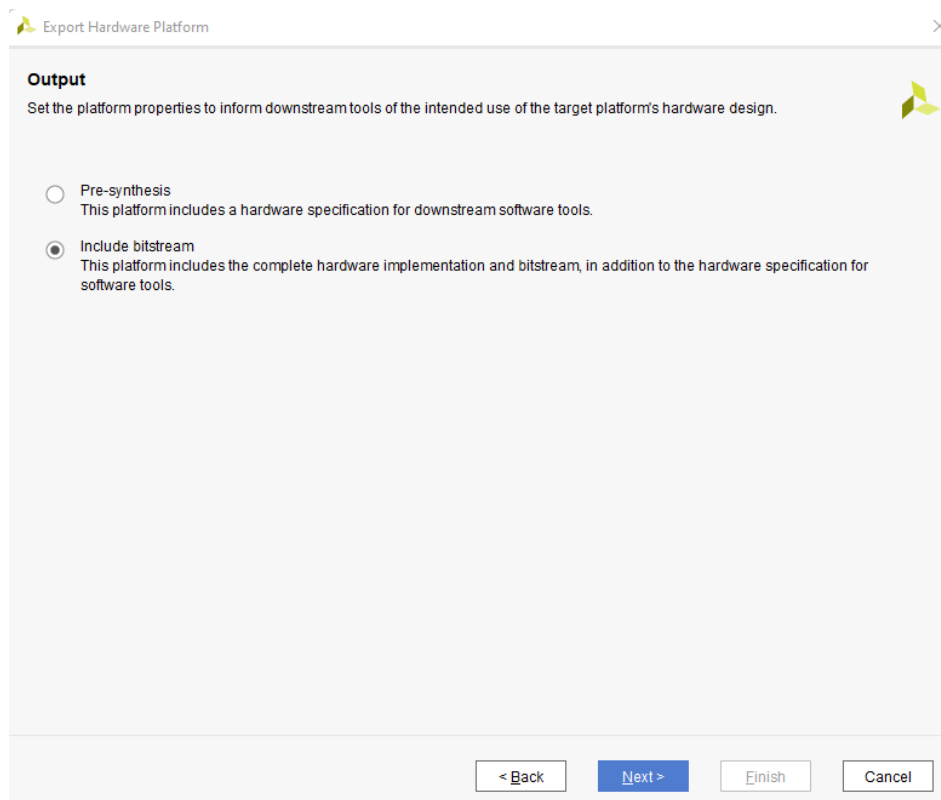 Export Hardware Platform
Output
Set the platform properties to inform downstream tools of the intended use of the target platform's hardware design.
Pre-synthesis
This platform includes a hardware specification for downstream software tools.
Include bitstream
This platform includes the complete hardware implementation and bitstream, in addition to the hardware specification for
software tools.
< Back
Next >
Finish
Cancel